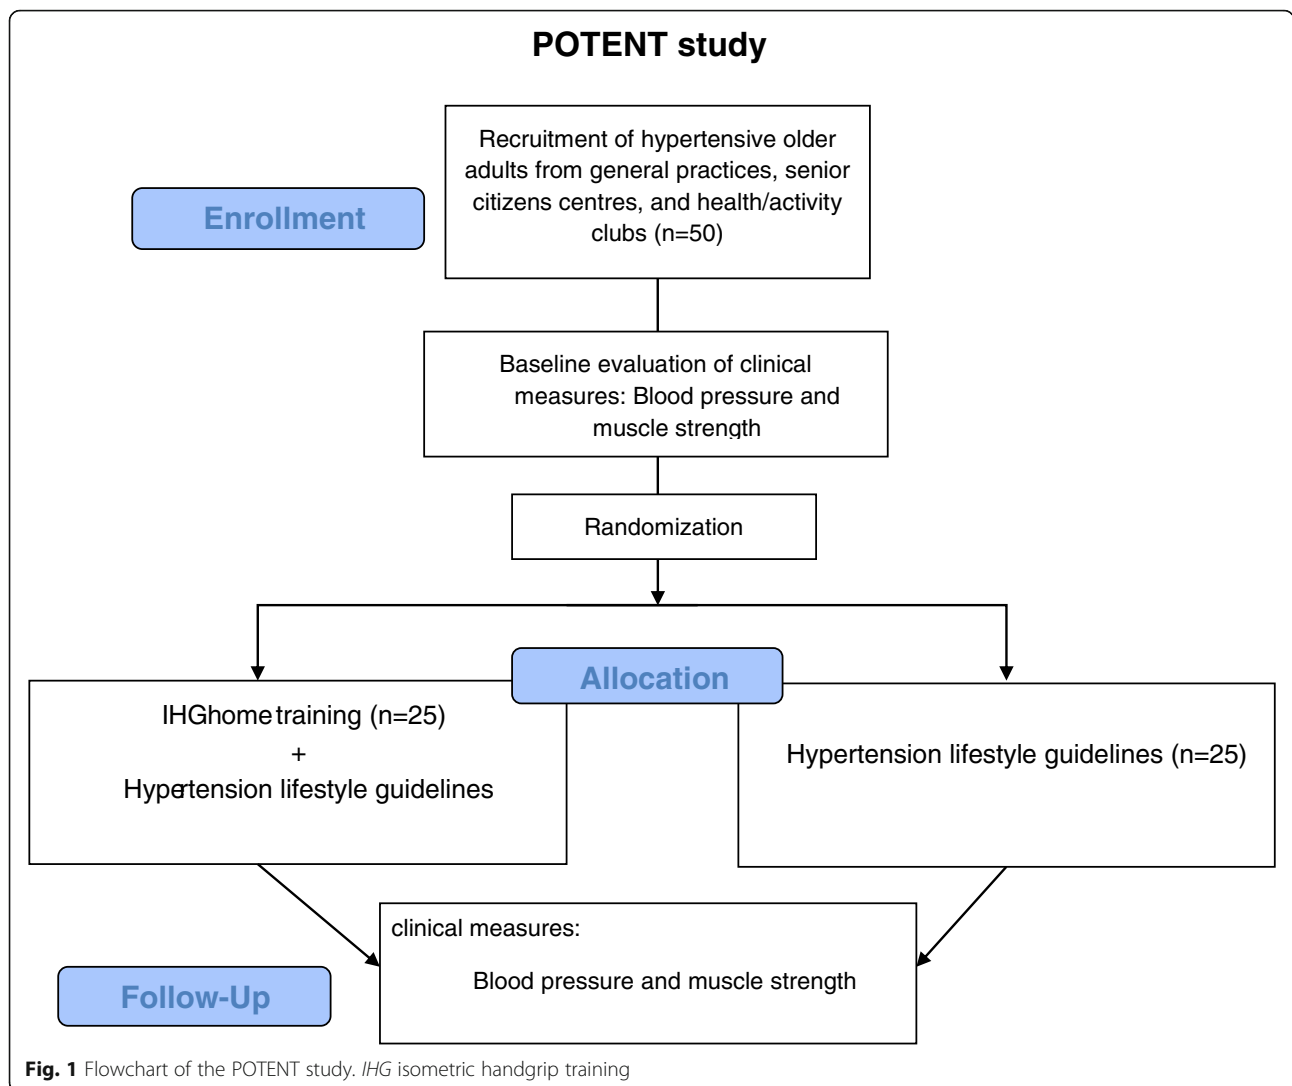 POTENT study
Recruitment of hypertensive older
adults from general practices, senior
citizens centres, and health/activity
clubs (n=50)
Enrollment
Baseline evaluation of clinical
measures: Blood pressure and
muscle strength
Randomization
Allocation
IHGhome training (n=25)
+
Hypertension lifestyle guidelines
Hypertension lifestyle guidelines (n=25)
clinical measures:
Blood pressure and muscle strength
Follow-Up
Fig. 1 Flowchart of the POTENT study. IHG isometric handgrip training